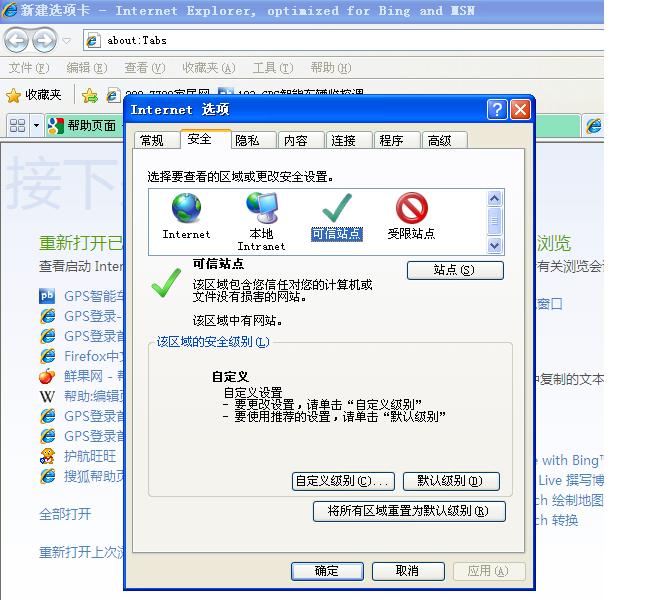 新建选项卡 - Internet Explorer, optimized for Bing and MSN
about:Tabs
文件(F) 编辑(E) 查看(V) 收藏夹(A) 工具(T) 帮助(H)
收藏夹
帮助页面
Internet 选项
常规 安全 隐私 内容 连接 程序 高级
选择要查看的区域或更改安全设置。
Internet
本地
Intranet
可信站点
受限站点
可信站点
站点(S)
该区域包含您信任对您的计算机或
文件没有损害的网站。
该区域中有网站。
该区域的安全级别(L)
自定义
自定义设置
- 要更改设置，请单击“自定义级别”
- 要使用推荐的设置，请单击“默认级别”
自定义级别(C)... 默认级别(D)
将所有区域重置为默认级别(R)
确定 取消 应用(A)
接下
重新打开已
查看启动 Inter
GPS智能车
GPS登录-
GPS登录首
Firefox中文
鲜果网 - 帮
帮助:编辑页
GPS登录首
GPS登录首
护航旺旺
搜狐帮助页
全部打开
重新打开上次浏
浏览
有关浏览会
窗口
中复制的文本
e with Bing™
Live 撰写博
ch 绘制地图
ch 转换